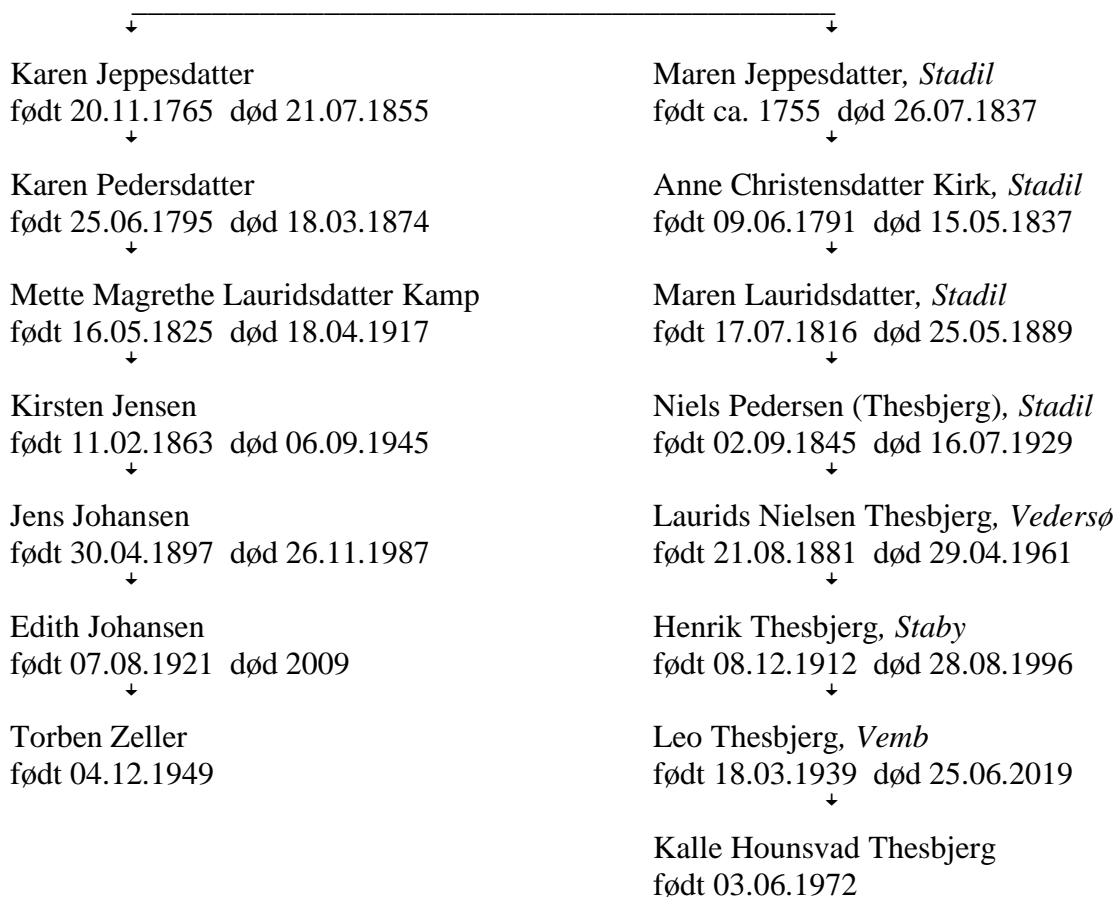 Karen Jeppesdatter
født 20.11.1765 død 21.07.1855
Karen Pedersdatter
født 25.06.1795 død 18.03.1874
Mette Magrethe Lauridsdatter Kamp
født 16.05.1825 død 18.04.1917
Kirsten Jensen
født 11.02.1863 død 06.09.1945
Jens Johansen
født 30.04.1897 død 26.11.1987
Edith Johansen
født 07.08.1921 død 2009
Torben Zeller
født 04.12.1949
Maren Jeppesdatter, Stadil
født ca. 1755 død 26.07.1837
Anne Christensdatter Kirk, Stadil
født 09.06.1791 død 15.05.1837
Maren Lauridsdatter, Stadil
født 17.07.1816 død 25.05.1889
Niels Pedersen (Thesbjerg), Stadil
født 02.09.1845 død 16.07.1929
Laurids Nielsen Thesbjerg, Vedersø
født 21.08.1881 død 29.04.1961
Henrik Thesbjerg, Staby
født 08.12.1912 død 28.08.1996
Leo Thesbjerg, Vemb
født 18.03.1939 død 25.06.2019
Kalle Hounsvad Thesbjerg
født 03.06.1972